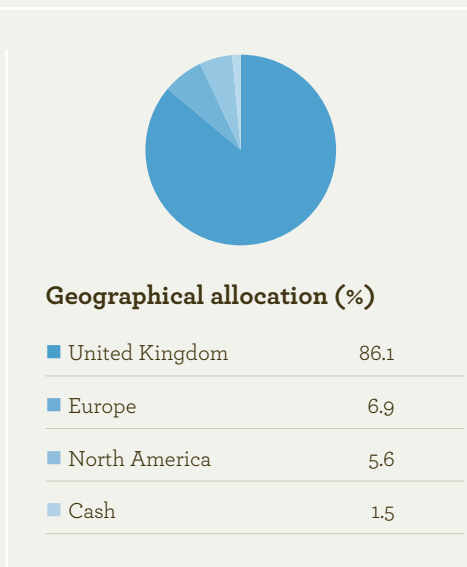 Geographical allocation (%)
United Kingdom 86.1
Europe 6.9
North America 5.6
Cash 1.5